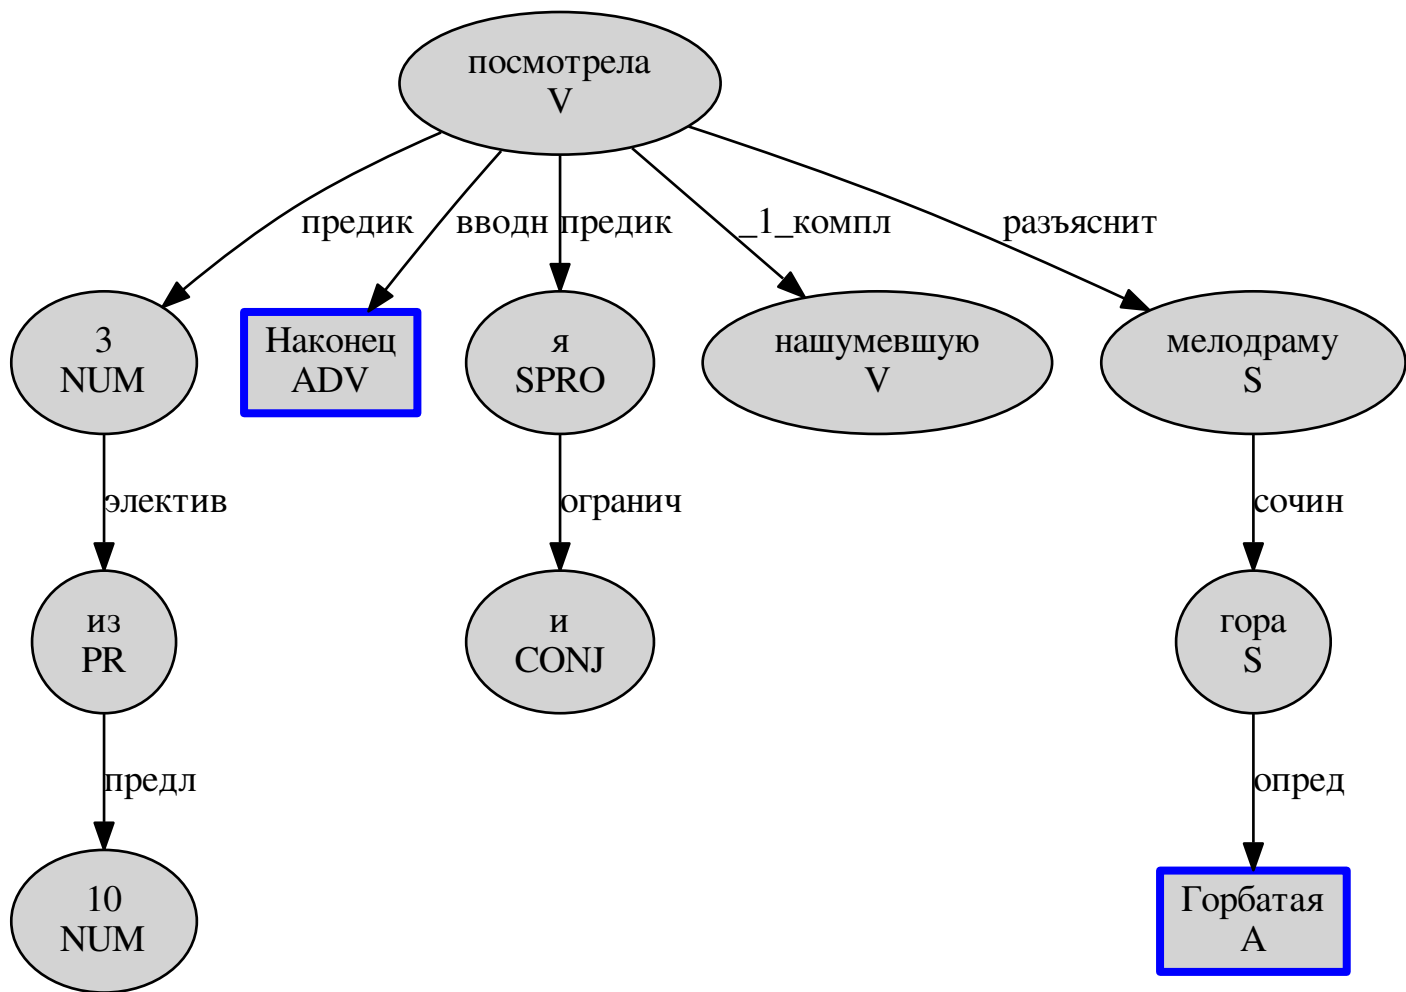 посмотрела
V
предик
вводн
предик
_1_компл
разъяснит
3
NUM
Наконец
ADV
я
SPRO
нашумевшую
V
мелодраму
S
электив
огранич
сочин
из
PR
и
CONJ
гора
S
предл
опред
10
NUM
Горбатая
A